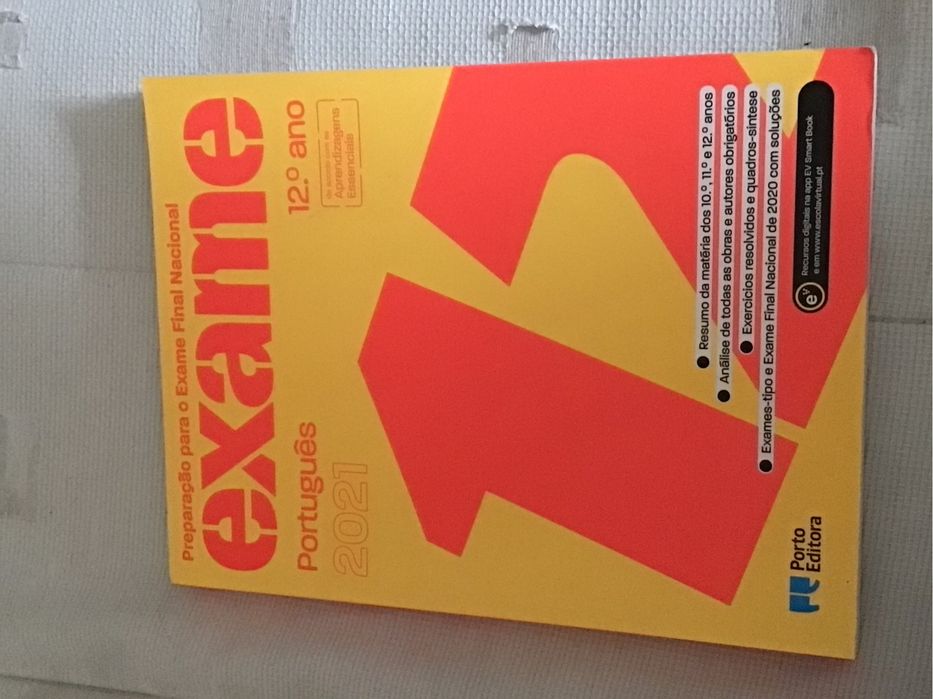 Preparação para o Exame Final Nacional
exame
Português
12.º ano
2021
de acordo com as
Aprendizagens
Essenciais
Resumo da matéria dos 10.º, 11.º e 12.º anos
Análise de todas as obras e autores obrigatórios
Exercícios resolvidos e quadros-síntese
Exames-tipo e Exame Final Nacional de 2020 com soluções
ev
Recursos digitais na app EV Smart Book
e em www.escolavirtual.pt
Porto
Editora